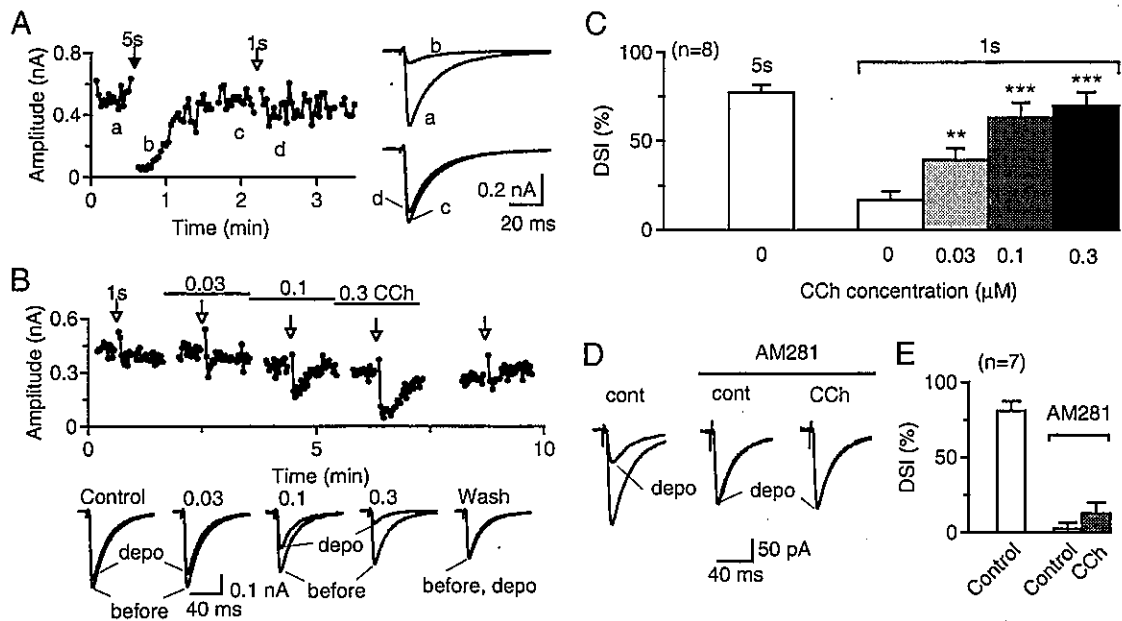 A
Amplitude (nA)
0.8
0.4
0
5s
1s
a
b
c
d
0
1
2
3
Time (min)
b
a
d
c
0.2 nA
20 ms
B
Amplitude (nA)
0.6
0.3
0
1s
0.03
0.1
0.3 CCh
0
5
10
Time (min)
Control
0.03
0.1
0.3
Wash
depo
depo
before
before
before, depo
0.1 nA
40 ms
C
DSI (%)
100
50
0
(n=8)
5s
1s
**
***
***
0
0
0.03
0.1
0.3
CCh concentration (μM)
D
AM281
cont
cont
CCh
depo
depo
50 pA
40 ms
E
(n=7)
DSI (%)
100
50
0
AM281
Control
Control
CCh